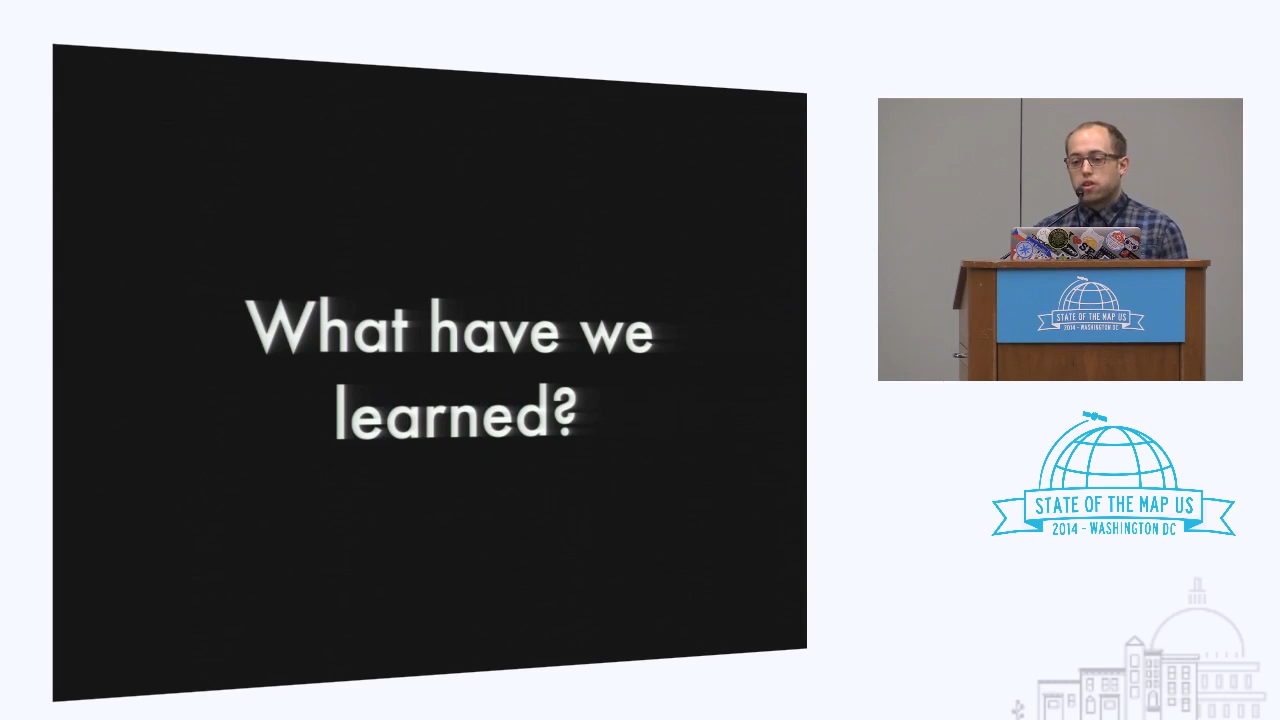 What have we
learned?
STATE OF THE MAP US
2014 - WASHINGTON DC
STATE OF THE MAP US
2014 - WASHINGTON DC